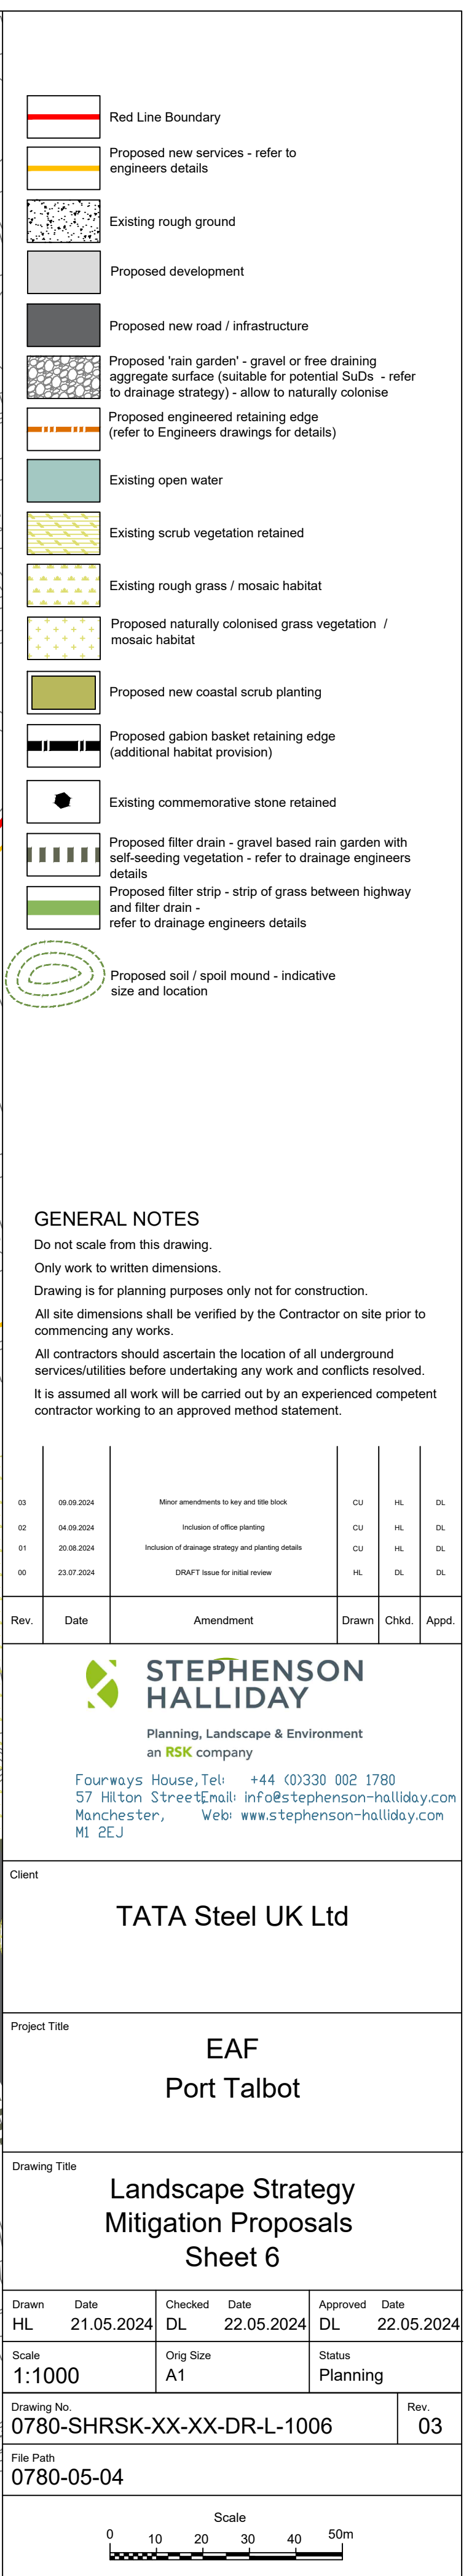 Red Line Boundary
Proposed new services - refer to
engineers details
Existing rough ground
Proposed development
Proposed new road / infrastructure
Proposed 'rain garden' - gravel or free draining
aggregate surface (suitable for potential SuDs - refer
to drainage strategy) - allow to naturally colonise
Proposed engineered retaining edge
(refer to Engineers drawings for details)
Existing open water
Existing scrub vegetation retained
Existing rough grass / mosaic habitat
Proposed naturally colonised grass vegetation /
mosaic habitat
Proposed new coastal scrub planting
Proposed gabion basket retaining edge
(additional habitat provision)
Existing commemorative stone retained
Proposed filter drain - gravel based rain garden with
self-seeding vegetation - refer to drainage engineers
details
Proposed filter strip - strip of grass between highway
and filter drain -
refer to drainage engineers details
Proposed soil / spoil mound - indicative
size and location
GENERAL NOTES
Do not scale from this drawing.
Only work to written dimensions.
Drawing is for planning purposes only not for construction.
All site dimensions shall be verified by the Contractor on site prior to
commencing any works.
All contractors should ascertain the location of all underground
services/utilities before undertaking any work and conflicts resolved.
It is assumed all work will be carried out by an experienced competent
contractor working to an approved method statement.
03 09.09.2024 Minor amendments to key and title block CU HL DL
02 04.09.2024 Inclusion of office planting CU HL DL
01 20.08.2024 Inclusion of drainage strategy and planting details CU HL DL
00 23.07.2024 DRAFT Issue for initial review HL DL DL
Rev. Date Amendment Drawn Chkd. Appd.
STEPHENSON
HALLIDAY
Planning, Landscape & Environment
an RSK company
Fourways House, Tel: +44 (0)330 002 1780
57 Hilton Street, Email: info@stephenson-halliday.com
Manchester, Web: www.stephenson-halliday.com
M1 2EJ
Client
TATA Steel UK Ltd
Project Title
EAF
Port Talbot
Drawing Title
Landscape Strategy
Mitigation Proposals
Sheet 6
Drawn Date Checked Date Approved Date
HL 21.05.2024 DL 22.05.2024 DL 22.05.2024
Scale Orig Size Status
1:1000 A1 Planning
Drawing No. Rev.
0780-SHRSK-XX-XX-DR-L-1006 03
File Path
0780-05-04
Scale
0 10 20 30 40 50m